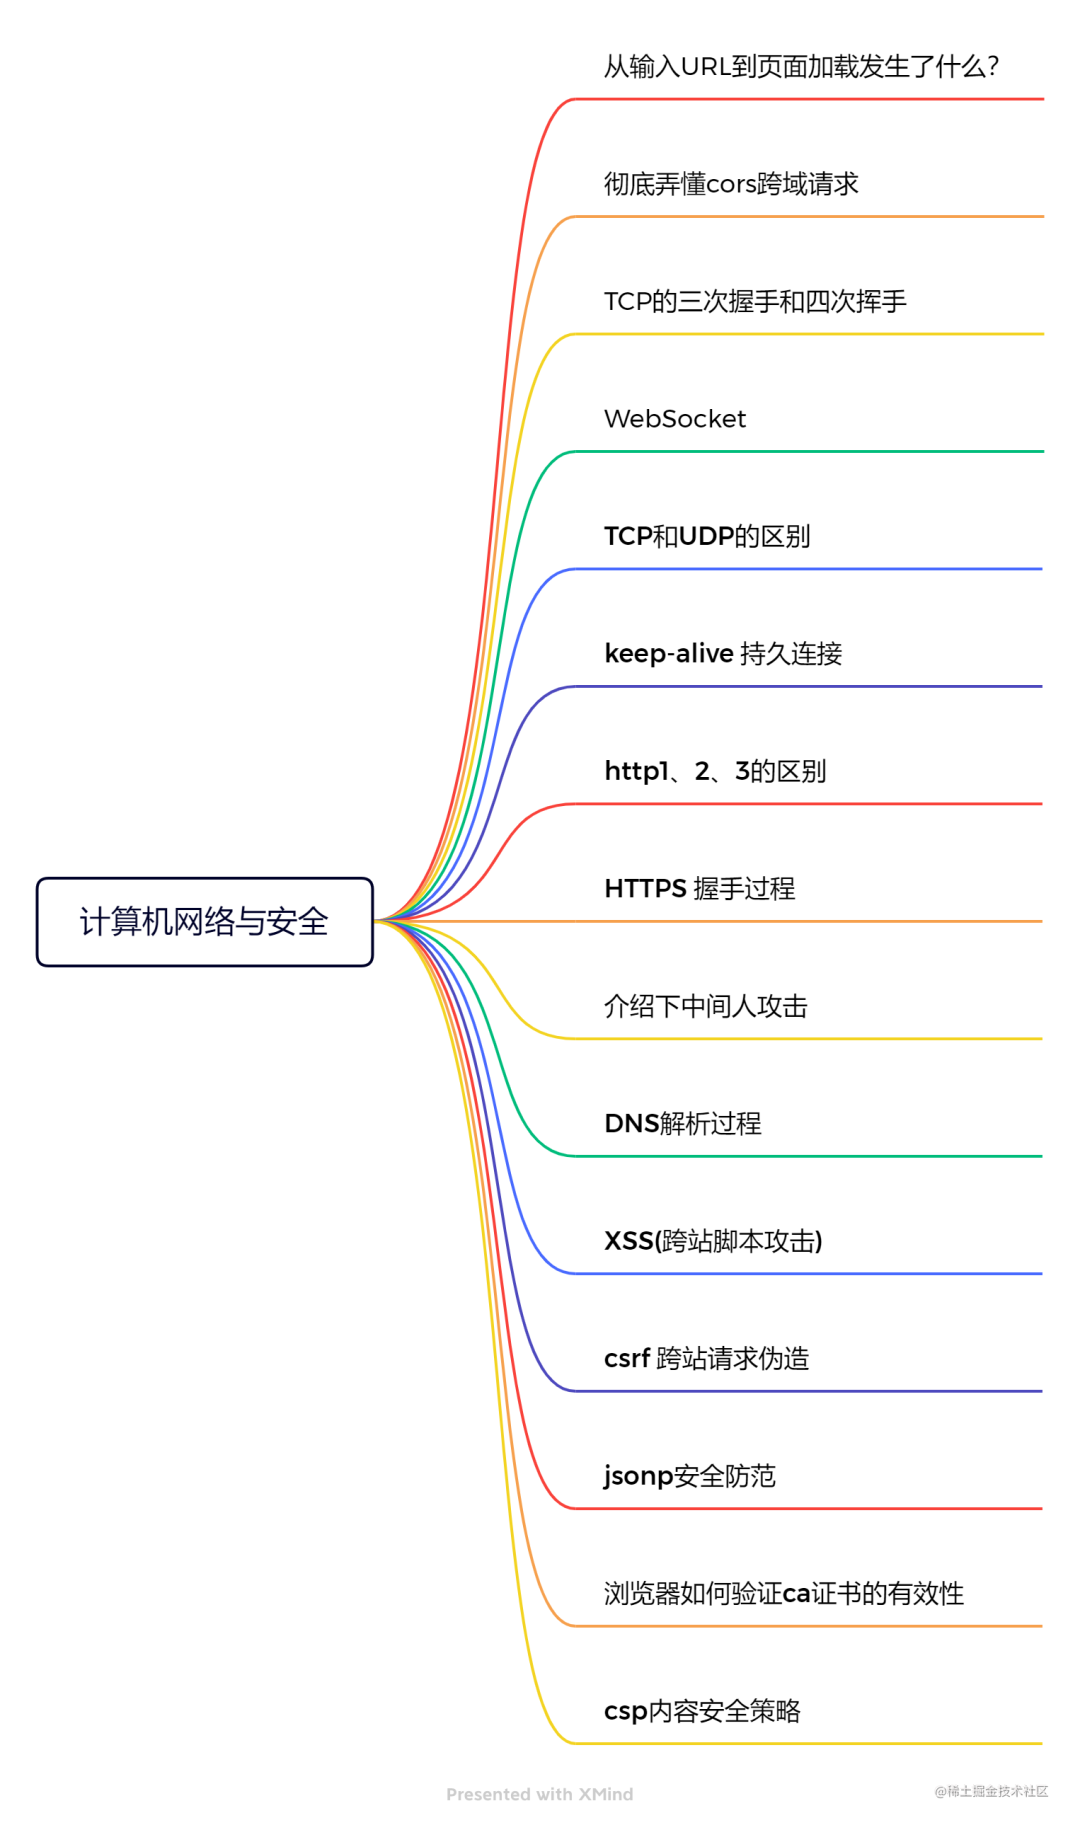 从输入URL到页面加载发生了什么？
彻底弄懂cors跨域请求
TCP的三次握手和四次挥手
WebSocket
TCP和UDP的区别
keep-alive 持久连接
http1、2、3的区别
HTTPS 握手过程
计算机网络与安全
介绍下中间人攻击
DNS解析过程
XSS(跨站脚本攻击)
csrf 跨站请求伪造
jsonp安全防范
浏览器如何验证ca证书的有效性
csp内容安全策略
Presented with XMind
@稀土掘金技术社区